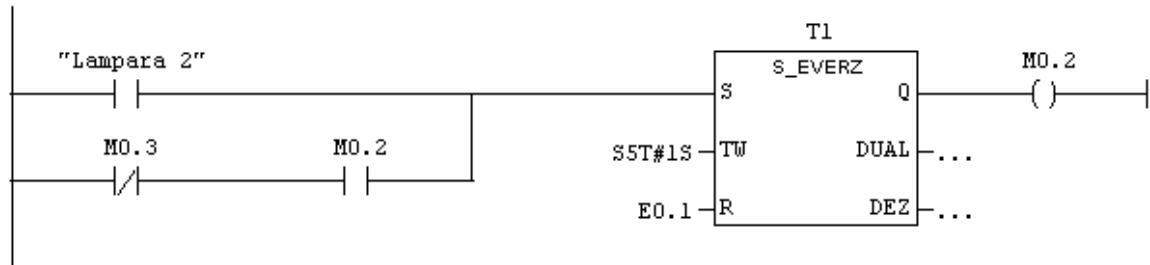 T1
"Lampara 2"
S_EVERZ
M0.2
S
Q
M0.3
M0.2
S5T#1S
TW
DUAL
...
E0.1
R
DEZ
...